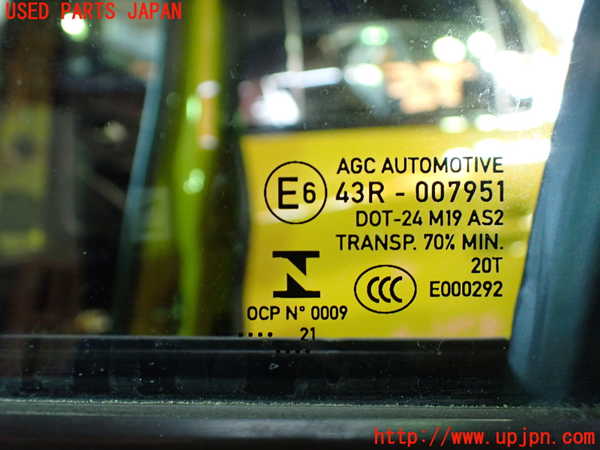 USED PARTS JAPAN
AGC AUTOMOTIVE
E6 43R - 007951
DOT-24 M19 AS2
TRANSP. 70% MIN.
20T
CCC E000292
OCP N° 0009
.... 21
....
http://www.upjpn.com